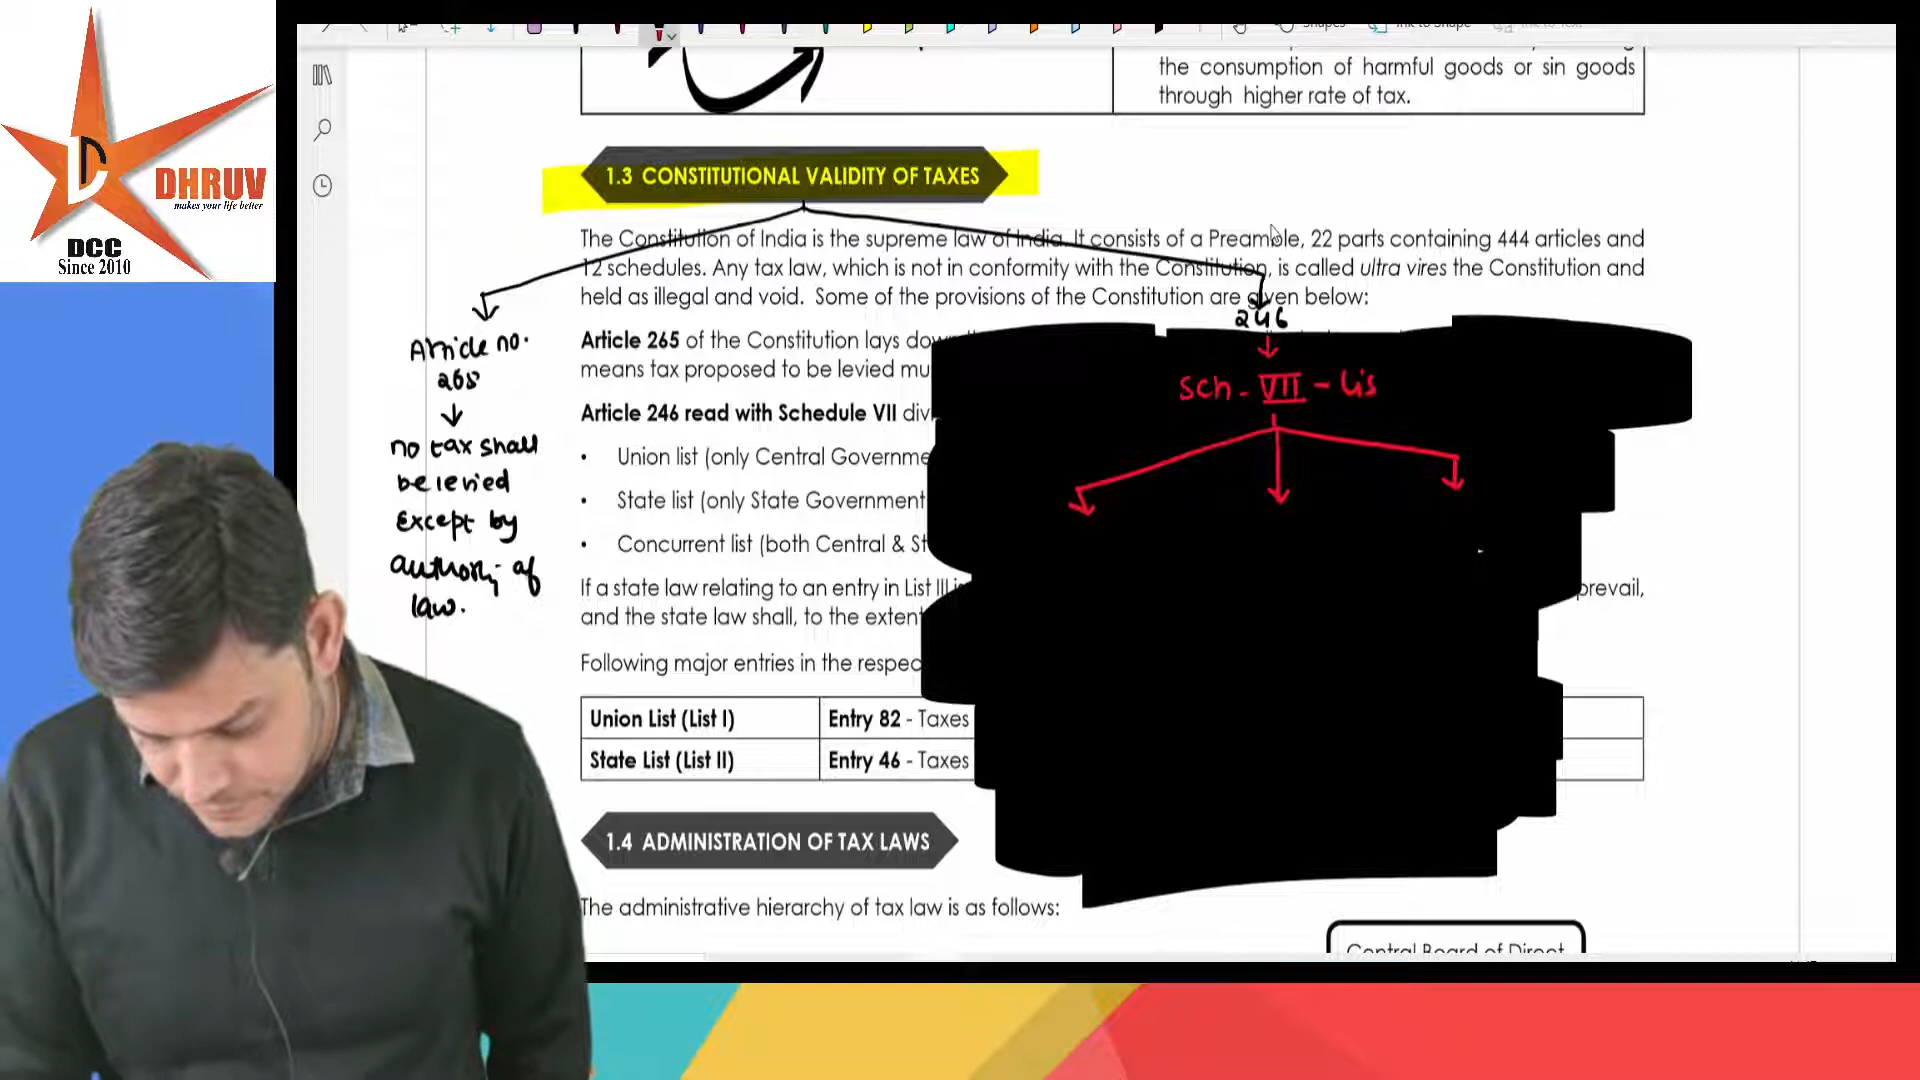 the consumption of harmful goods or sin goods
through higher rate of tax.
DHRUV
makes your life better
DCC
Since 2010
1.3 CONSTITUTIONAL VALIDITY OF TAXES
The Constitution of India is the supreme law of India. It consists of a Preamble, 22 parts containing 444 articles and
12 schedules. Any tax law, which is not in conformity with the Constitution, is called ultra vires the Constitution and
held as illegal and void. Some of the provisions of the Constitution are given below:
246
Article no.
265
no tax shall
be levied
Except by
authority of
law.
Article 265 of the Constitution lays
means tax proposed to be levied
Article 246 read with Schedule VII
• Union list (only Central
• State list (only State Government
• Concurrent list (both Central &
Sch - VII - Lis
If a state law relating to an entry in List III
prevail,
and the state law shall, to the extent
Following major entries in the
Union List (List I) Entry 82 - Taxes
State List (List II) Entry 46 - Taxes
1.4 ADMINISTRATION OF TAX LAWS
The administrative hierarchy of tax law is as follows:
Central Board of Direct